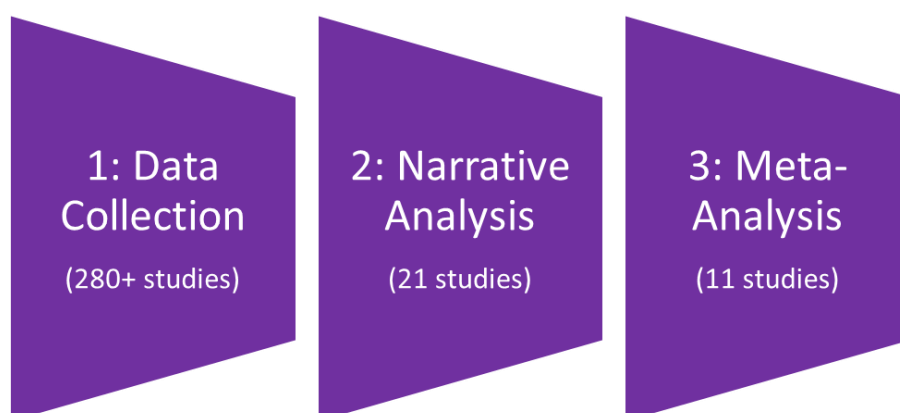 1: Data
Collection
(280+ studies)
2: Narrative
Analysis
(21 studies)
3: Meta-
Analysis
(11 studies)